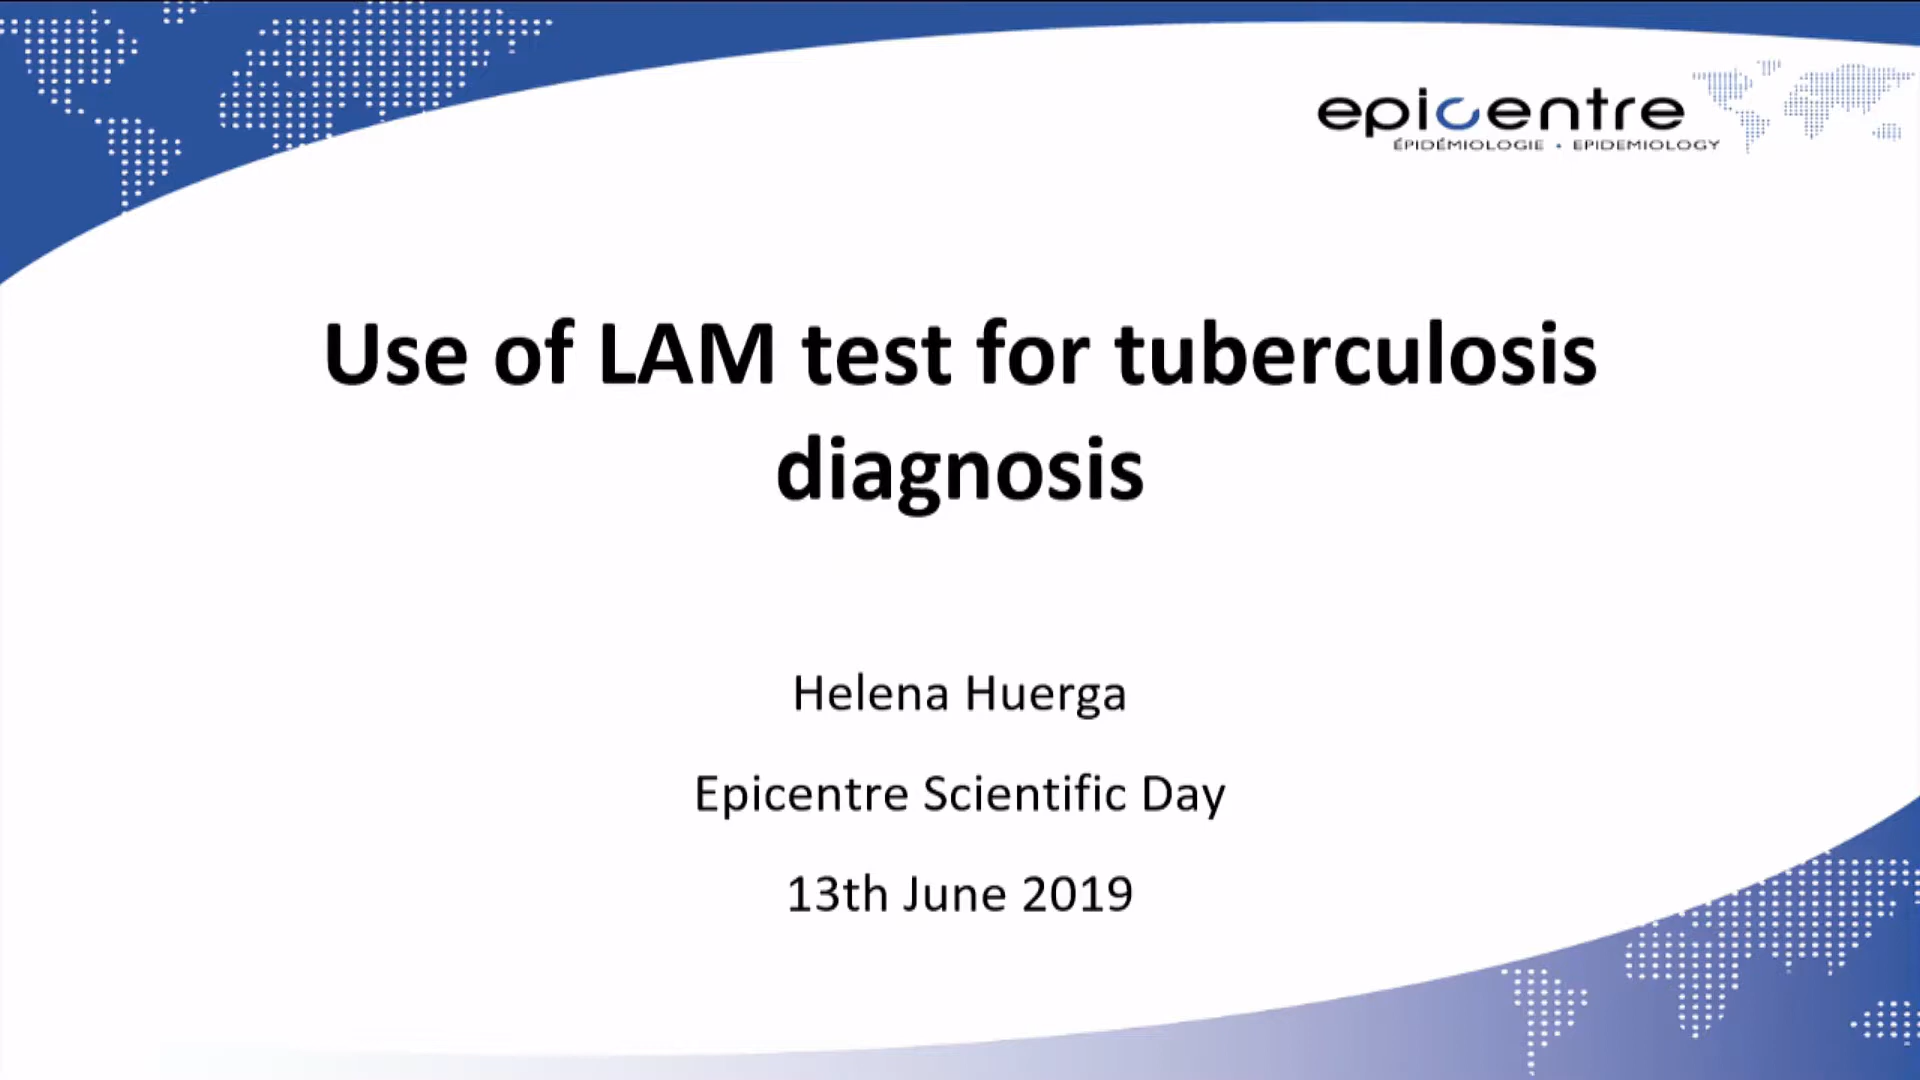 epicentre
ÉPIDÉMIOLOGIE • EPIDEMIOLOGY
Use of LAM test for tuberculosis
diagnosis
Helena Huerga
Epicentre Scientific Day
13th June 2019